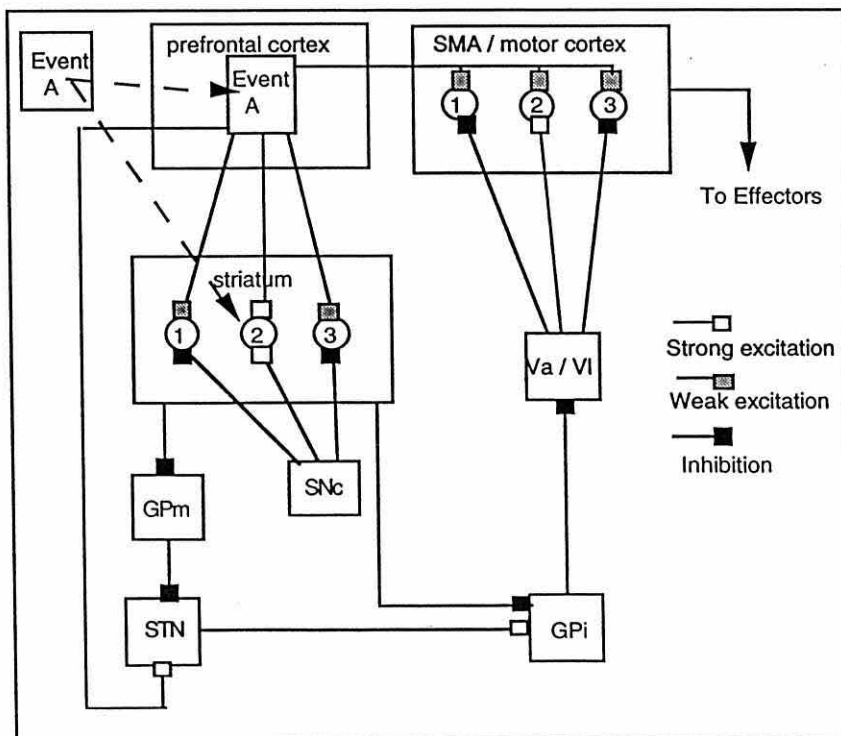 prefrontal cortex
SMA / motor cortex
Event
A
Event
A
1
2
3
To Effectors
striatum
1
2
3
Va / Vl
Strong excitation
Weak excitation
Inhibition
SNc
GPm
STN
GPi